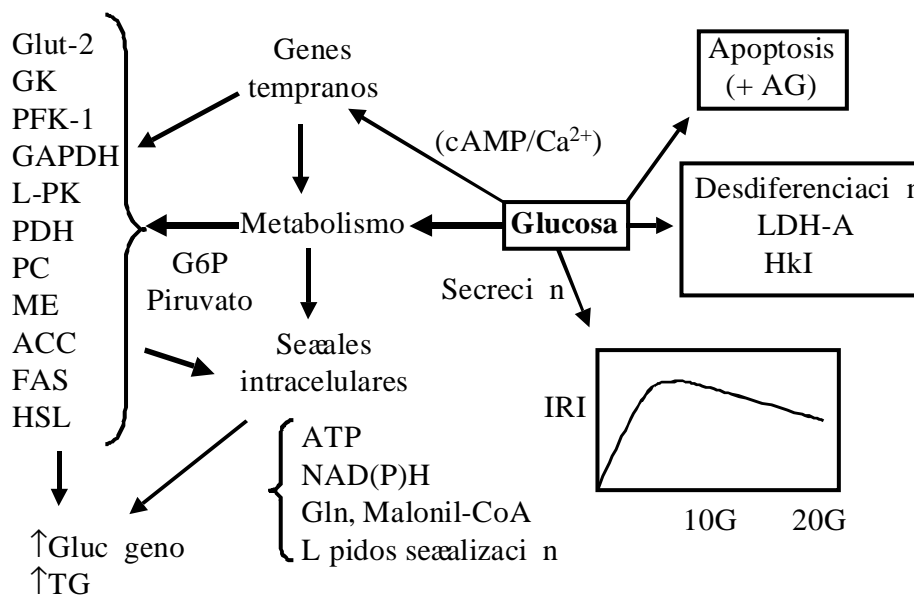 Glut-2
GK
PFK-1
GAPDH
L-PK
PDH
PC
ME
ACC
FAS
HSL
↑Gluc geno
↑TG
Genes
tempranos
Metabolismo
G6P
Piruvato
Seæales
intracelulares
ATP
NAD(P)H
Gln, Malonil-CoA
L pidos seæalizaci n
(cAMP/Ca²⁺)
Glucosa
Secreci n
Apoptosis
(+ AG)
Desdiferenciaci n
LDH-A
HkI
IRI
10G 20G